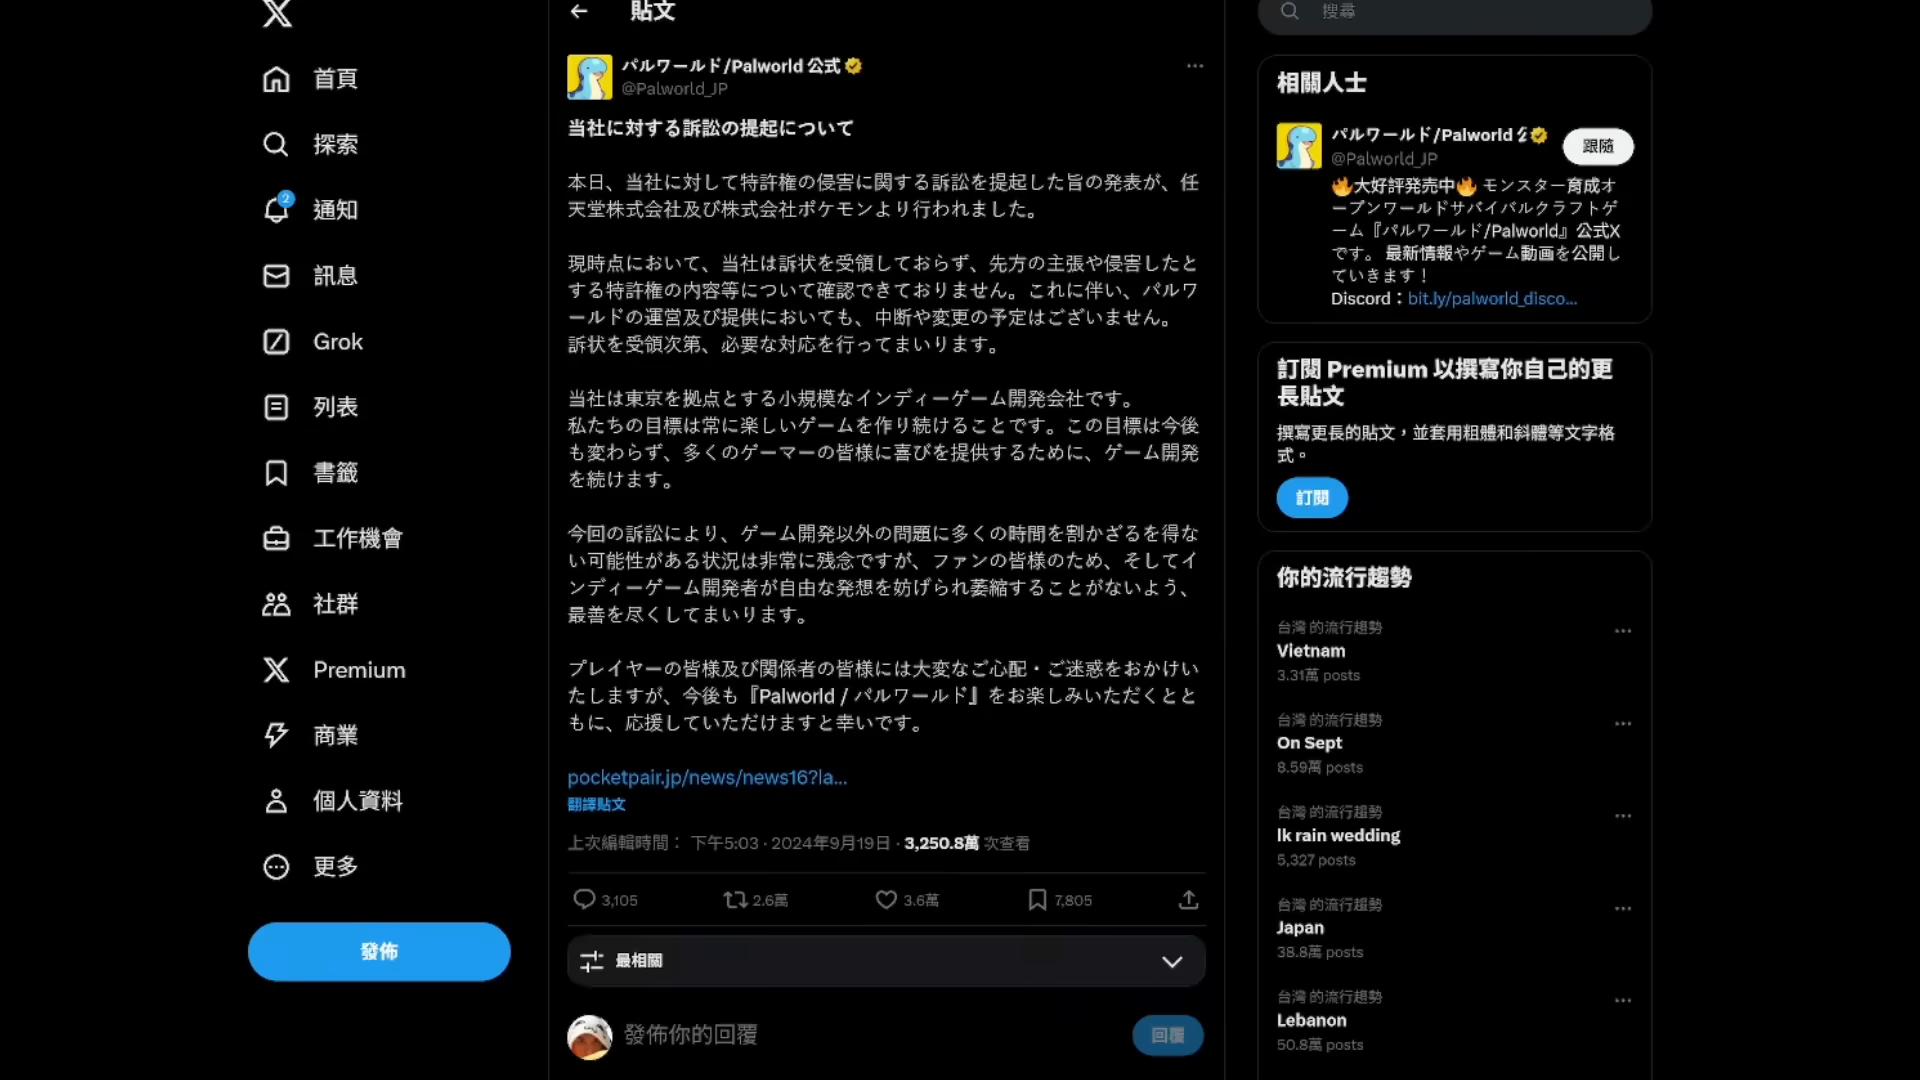 首頁
探索
2
通知
訊息
Grok
列表
書籤
工作機會
社群
Premium
商業
個人資料
更多
發佈
貼文
パルワールド/Palworld 公式
@Palworld_JP
当社に対する訴訟の提起について
本日、当社に対して特許権の侵害に関する訴訟を提起した旨の発表が、任
天堂株式会社及び株式会社ポケモンより行われました。
現時点において、当社は訴状を受領しておらず、先方の主張や侵害したと
する特許権の内容等について確認できておりません。これに伴い、パルワ
ールドの運営及び提供においても、中断や変更の予定はございません。
訴状を受領次第、必要な対応を行ってまいります。
当社は東京を拠点とする小規模なインディーゲーム開発会社です。
私たちの目標は常に楽しいゲームを作り続けることです。この目標は今後
も変わらず、多くのゲーマーの皆様に喜びを提供するために、ゲーム開発
を続けます。
今回の訴訟により、ゲーム開発以外の問題に多くの時間を割かざるを得な
い可能性がある状況は非常に残念ですが、ファンの皆様のため、そしてイ
ンディーゲーム開発者が自由な発想を妨げられ萎縮することがないよう、
最善を尽くしてまいります。
プレイヤーの皆様及び関係者の皆様には大変なご心配・ご迷惑をおかけい
たしますが、今後も『Palworld / パルワールド』をお楽しみいただくとと
もに、応援していただけますと幸いです。
pocketpair.jp/news/news16?la...
翻譯貼文
上次編輯時間： 下午5:03 · 2024年9月19日 · 3,250.8萬 次查看
3,105 2.6萬 3.6萬 7,805
最相關
發佈你的回覆 回覆
搜尋
相關人士
パルワールド/Palworld 公
@Palworld_JP
跟隨
🔥大好評発売中🔥 モンスター育成オ
ープンワールドサバイバルクラフトゲ
ーム『パルワールド/Palworld』公式X
です。 最新情報やゲーム動画を公開し
ていきます！
Discord：bit.ly/palworld_disco...
訂閱 Premium 以撰寫你自己的更
長貼文
撰寫更長的貼文，並套用粗體和斜體等文字格
式。
訂閱
你的流行趨勢
台灣 的流行趨勢
Vietnam
3.31萬 posts
台灣 的流行趨勢
On Sept
8.59萬 posts
台灣 的流行趨勢
lk rain wedding
5,327 posts
台灣 的流行趨勢
Japan
38.8萬 posts
台灣 的流行趨勢
Lebanon
50.8萬 posts